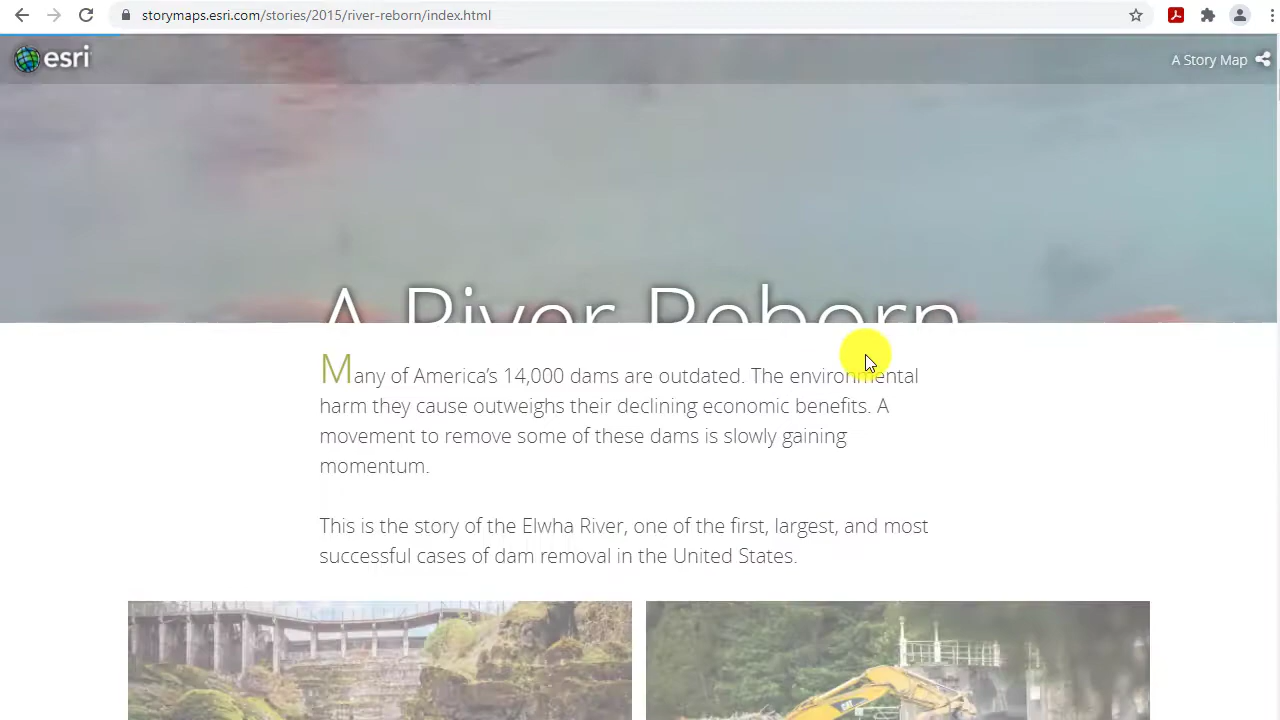 storymaps.esri.com/stories/2015/river-reborn/index.html
esri
A Story Map
A River Reborn
Many of America's 14,000 dams are outdated. The environmental
harm they cause outweighs their declining economic benefits. A
movement to remove some of these dams is slowly gaining
momentum.
This is the story of the Elwha River, one of the first, largest, and most
successful cases of dam removal in the United States.
CAT